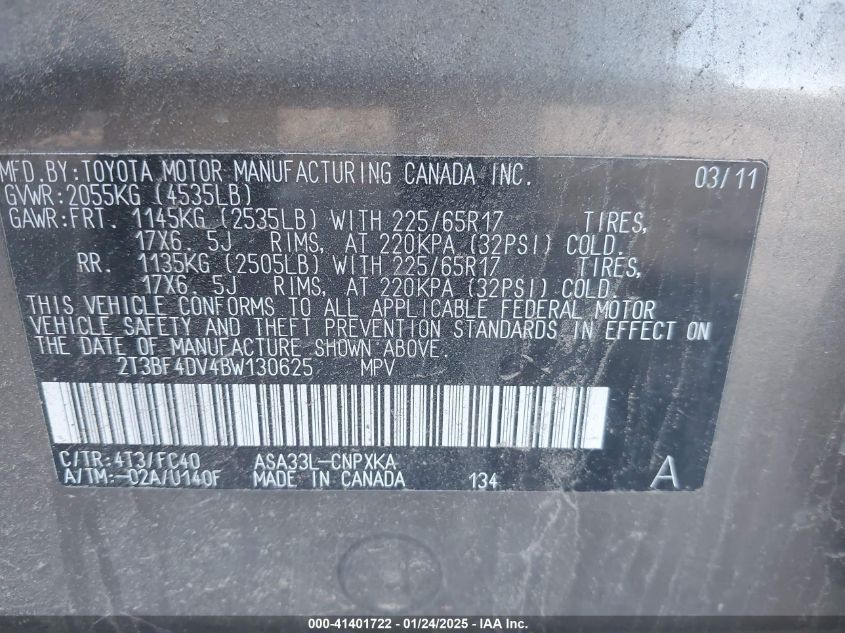 MFD.BY:TOYOTA MOTOR MANUFACTURING CANADA INC. 03/11
GVWR:2055KG (4535LB)
GAWR:FRT. 1145KG (2535LB) WITH 225/65R17 TIRES,
17X6. 5J RIMS, AT 220KPA (32PSI) COLD.
RR. 1135KG (2505LB) WITH 225/65R17 TIRES,
17X6. 5J RIMS, AT 220KPA (32PSI) COLD.
THIS VEHICLE CONFORMS TO ALL APPLICABLE FEDERAL MOTOR
VEHICLE SAFETY AND THEFT PREVENTION STANDARDS IN EFFECT ON
THE DATE OF MANUFACTURE SHOWN ABOVE.
2T3BF4DV4BW130625 MPV
C/TR:4T3/FC40 ASA33L-CNPXKA
A/TM:-02A/U140F MADE IN CANADA 134 A
000-41401722 - 01/24/2025 - IAA Inc.